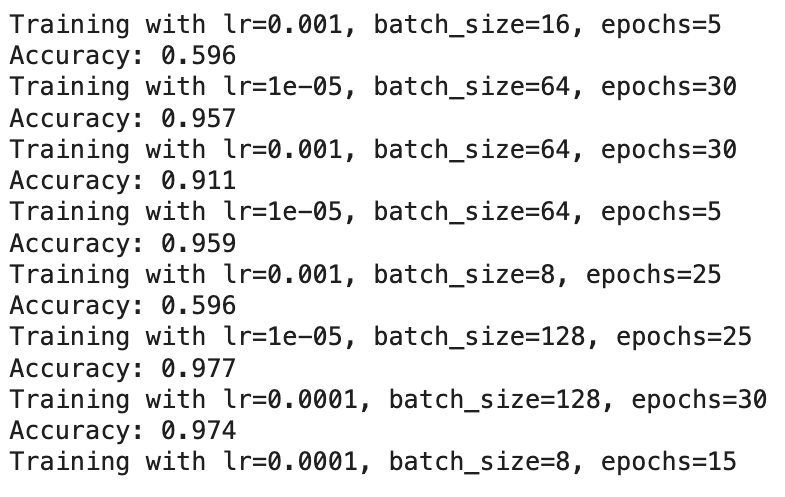 Training with lr=0.001, batch_size=16, epochs=5
Accuracy: 0.596
Training with lr=1e-05, batch_size=64, epochs=30
Accuracy: 0.957
Training with lr=0.001, batch_size=64, epochs=30
Accuracy: 0.911
Training with lr=1e-05, batch_size=64, epochs=5
Accuracy: 0.959
Training with lr=0.001, batch_size=8, epochs=25
Accuracy: 0.596
Training with lr=1e-05, batch_size=128, epochs=25
Accuracy: 0.977
Training with lr=0.0001, batch_size=128, epochs=30
Accuracy: 0.974
Training with lr=0.0001, batch_size=8, epochs=15